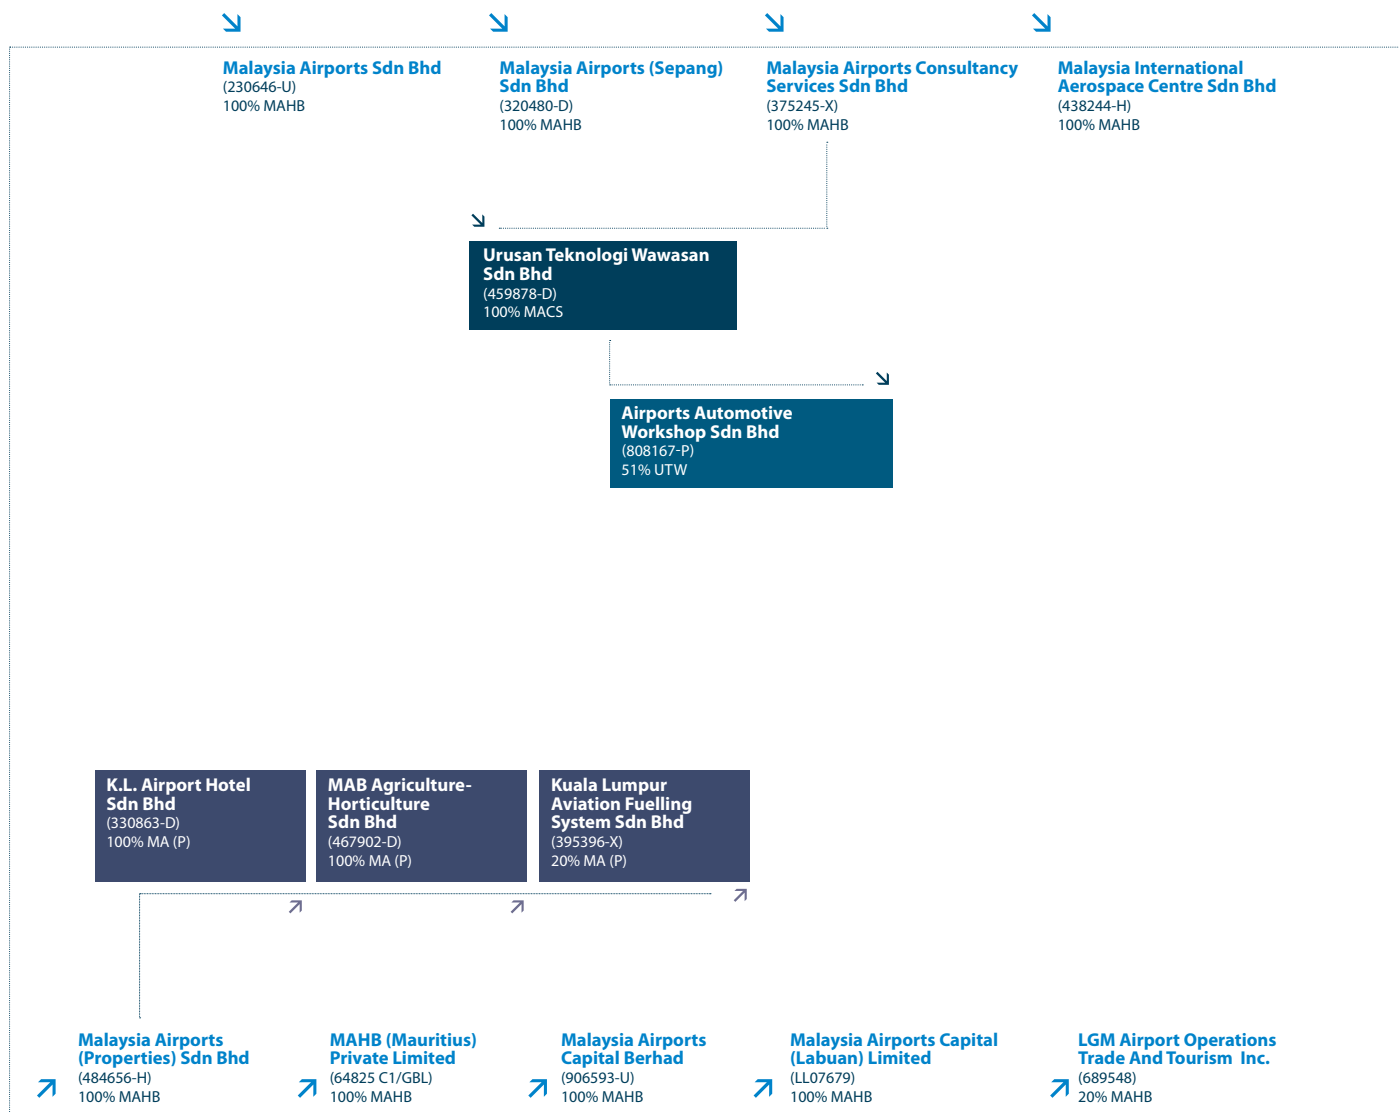 Malaysia Airports Sdn Bhd
(230646-U)
100% MAHB
Malaysia Airports (Sepang)
Sdn Bhd
(320480-D)
100% MAHB
Malaysia Airports Consultancy
Services Sdn Bhd
(375245-X)
100% MAHB
Malaysia International
Aerospace Centre Sdn Bhd
(438244-H)
100% MAHB
Urusan Teknologi Wawasan
Sdn Bhd
(459878-D)
100% MACS
Airports Automotive
Workshop Sdn Bhd
(808167-P)
51% UTW
K.L. Airport Hotel
Sdn Bhd
(330863-D)
100% MA (P)
MAB Agriculture-
Horticulture
Sdn Bhd
(467902-D)
100% MA (P)
Kuala Lumpur
Aviation Fuelling
System Sdn Bhd
(395396-X)
20% MA (P)
Malaysia Airports
(Properties) Sdn Bhd
(484656-H)
100% MAHB
MAHB (Mauritius)
Private Limited
(64825 C1/GBL)
100% MAHB
Malaysia Airports
Capital Berhad
(906593-U)
100% MAHB
Malaysia Airports Capital
(Labuan) Limited
(LL07679)
100% MAHB
LGM Airport Operations
Trade And Tourism Inc.
(689548)
20% MAHB